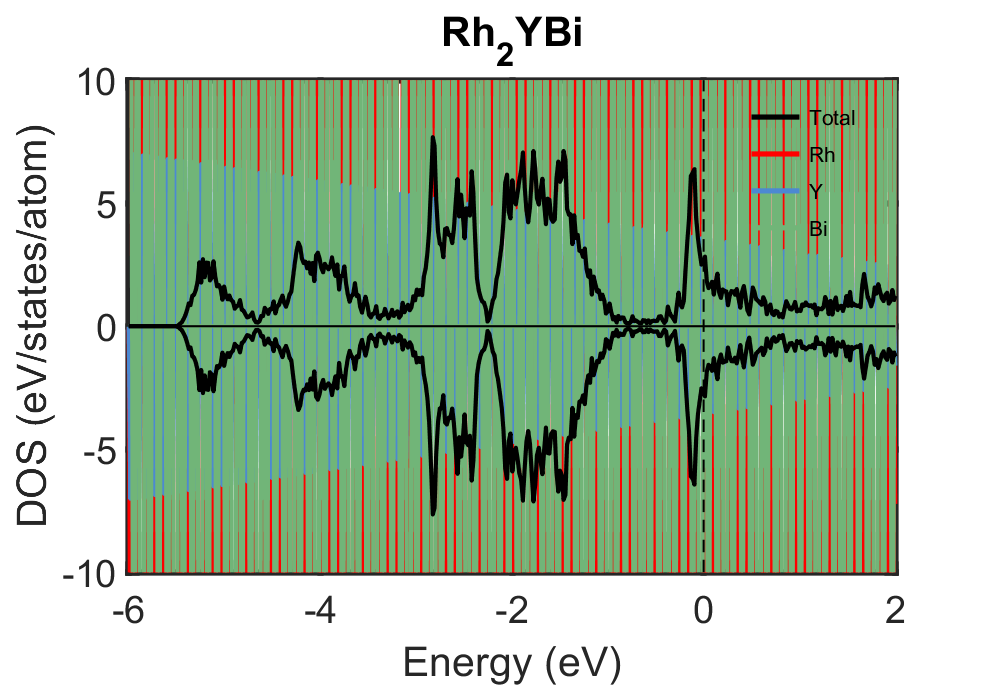 Rh2YBi
DOS (eV/states/atom)
10
5
0
-5
-10
Total
Rh
Y
Bi
-6 -4 -2 0 2
Energy (eV)